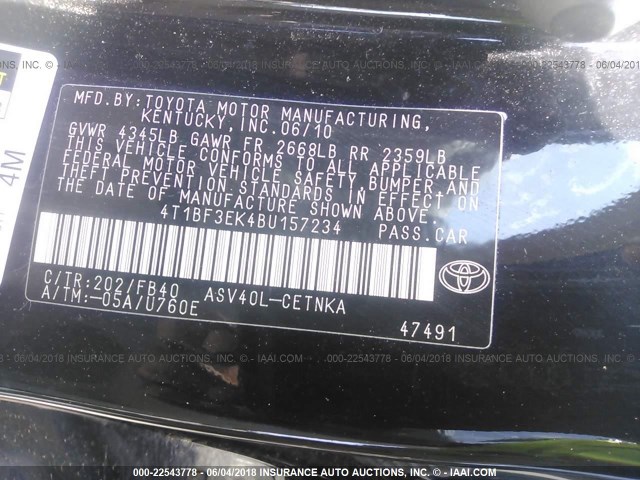 MFD.BY:TOYOTA MOTOR MANUFACTURING,
KENTUCKY, INC. 06/10
GVWR 4345LB GAWR FR 2668LB RR 2359LB
THIS VEHICLE CONFORMS TO ALL APPLICABLE
FEDERAL MOTOR VEHICLE SAFETY, BUMPER, AND
THEFT PREVENTION STANDARDS IN EFFECT ON
THE DATE OF MANUFACTURE SHOWN ABOVE.
4T1BF3EK4BU157234 PASS.CAR
C/TR:202/FB40 ASV40L-CETNKA
A/TM:-05A/U760E
TOYOTA
47491
4M
000-22543778 - 06/04/2018 INSURANCE AUTO AUCTIONS, INC. © - IAAI.COM